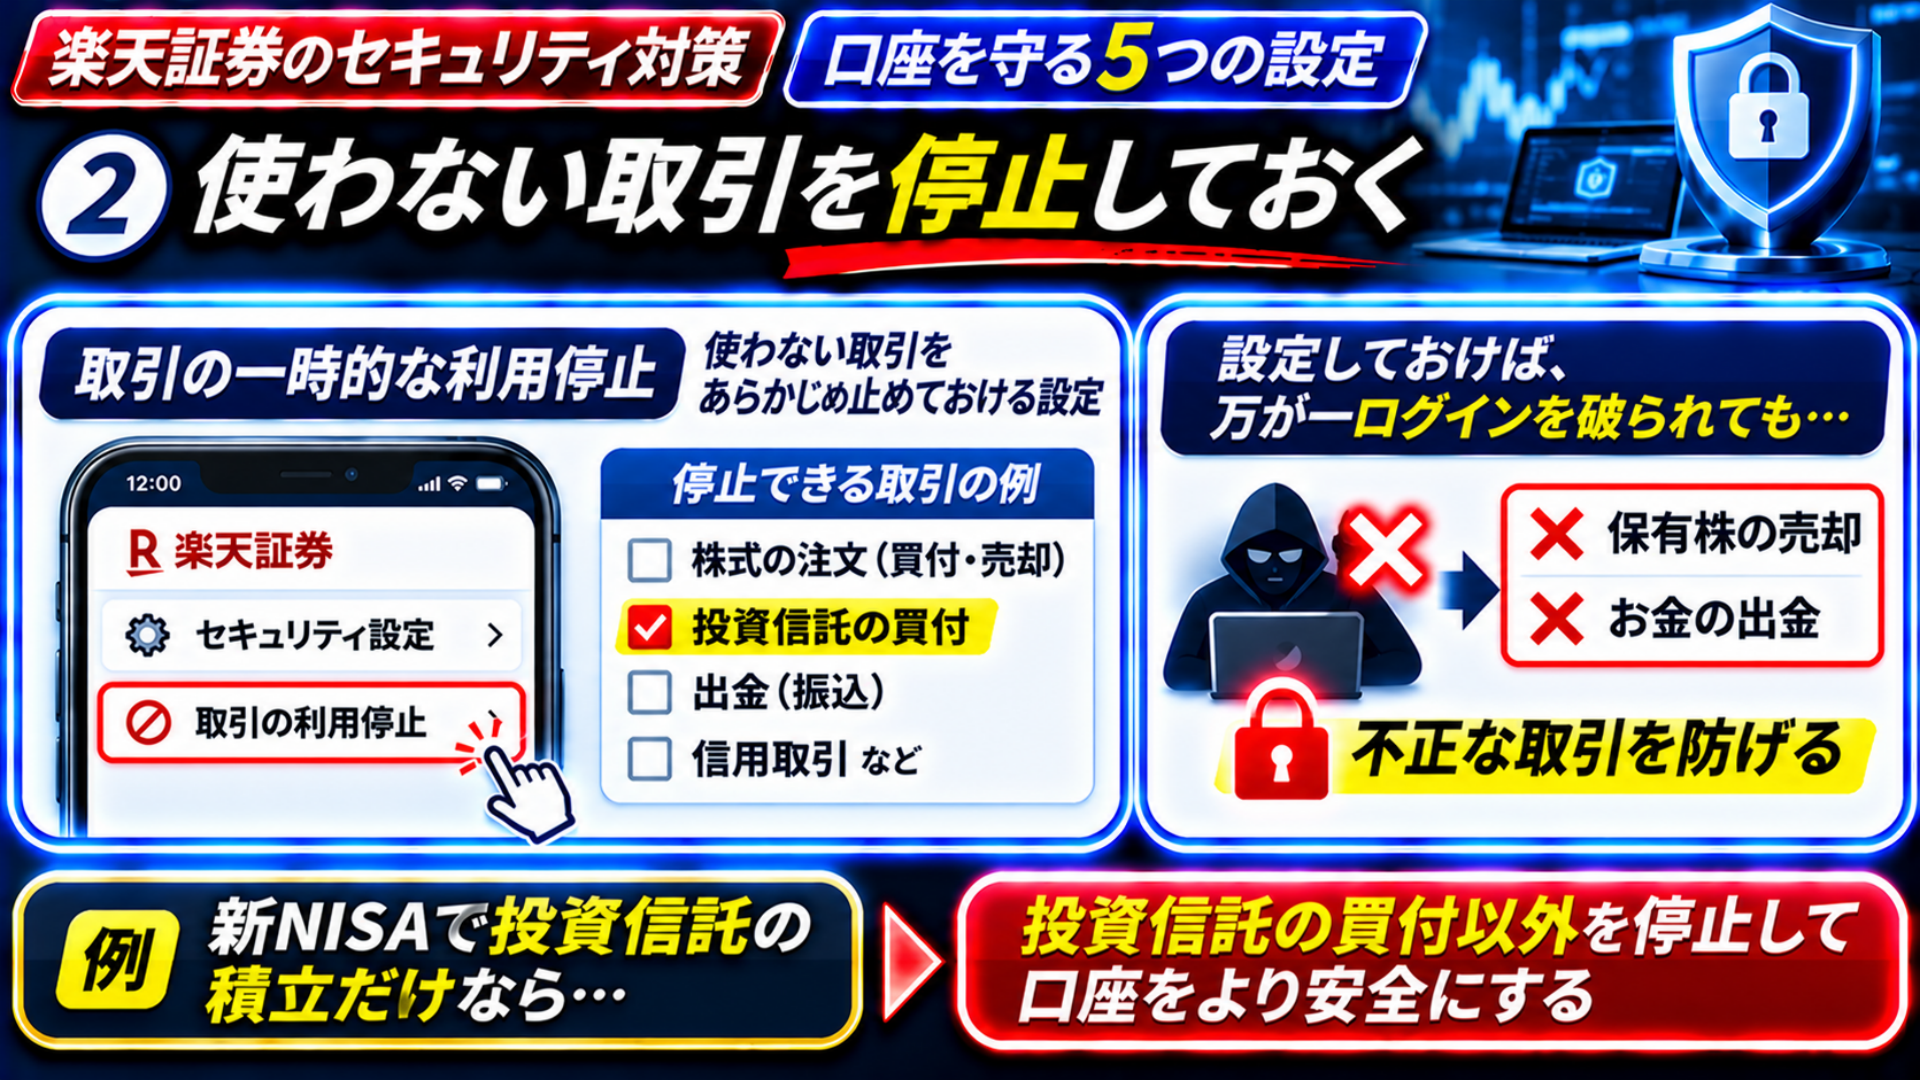 楽天証券のセキュリティ対策
口座を守る5つの設定
2 使わない取引を停止しておく
取引の一時的な利用停止
使わない取引を
あらかじめ止めておける設定
12:00
R 楽天証券
セキュリティ設定
取引の利用停止
停止できる取引の例
株式の注文(買付・売却)
投資信託の買付
出金(振込)
信用取引 など
設定しておけば、
万が一ログインを破られても…
保有株の売却
お金の出金
不正な取引を防げる
例
新NISAで投資信託の
積立だけなら…
投資信託の買付以外を停止して
口座をより安全にする